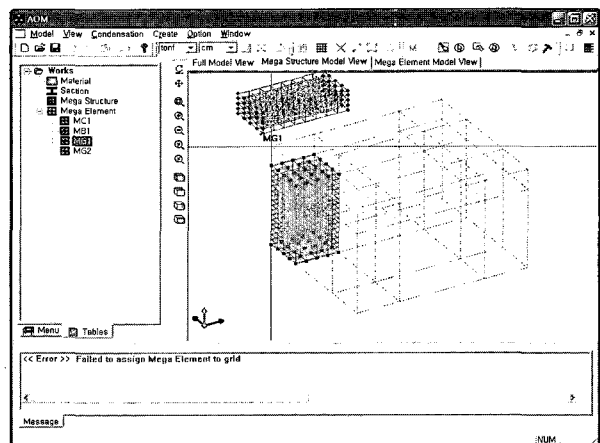 AOM
Model View Condensation Create Option Window
tonf cm
Full Model View Mega Structure Model View Mega Element Model View
Works
Material
Section
Mega Structure
Mega Element
MC1
MB1
MG1
MG2
MG1
Menu Tables
<< Error >> Failed to assign Mega Element to grid
Message
NUM